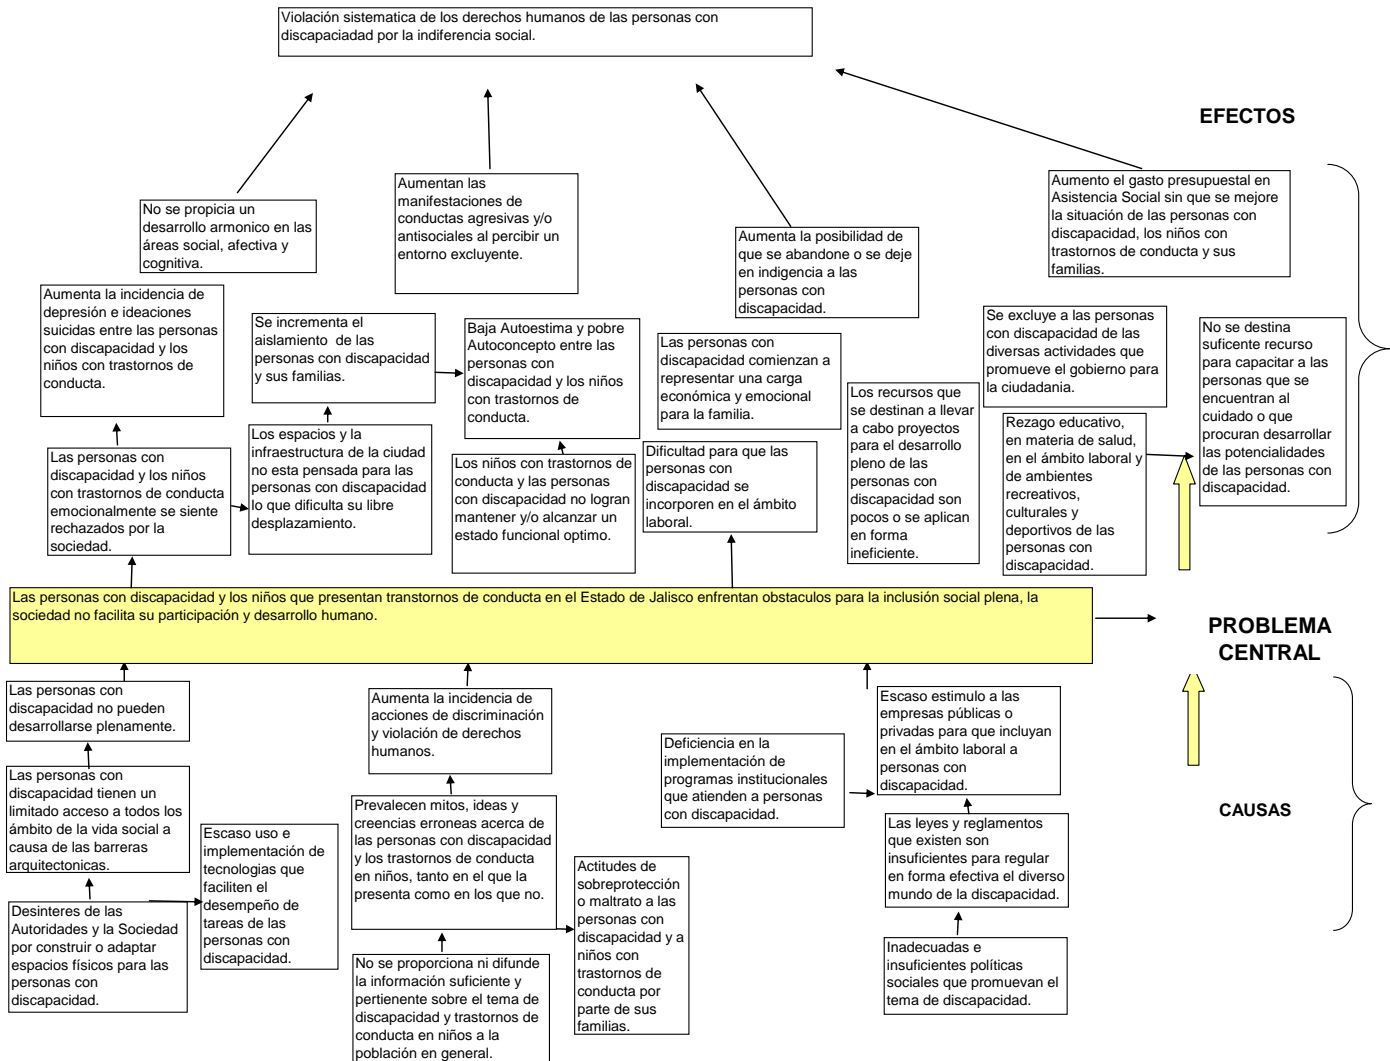 Violación sistematica de los derechos humanos de las personas con
discapaciadad por la indiferencia social.
EFECTOS
No se propicia un
desarrollo armonico en las
áreas social, afectiva y
cognitiva.
Aumentan las
manifestaciones de
conductas agresivas y/o
antisociales al percibir un
entorno excluyente.
Aumenta la posibilidad de
que se abandone o se deje
en indigencia a las
personas con
discapacidad.
Aumento el gasto presupuestal en
Asistencia Social sin que se mejore
la situación de las personas con
discapacidad, los niños con
trastornos de conducta y sus
familias.
Aumenta la incidencia de
depresión e ideaciones
suicidas entre las personas
con discapacidad y los
niños con trastornos de
conducta.
Se incrementa el
aislamiento de las
personas con discapacidad
y sus familias.
Baja Autoestima y pobre
Autoconcepto entre las
personas con
discapacidad y los niños
con trastornos de
conducta.
Las personas con
discapacidad comienzan a
representar una carga
económica y emocional
para la familia.
Los recursos que
se destinan a llevar
a cabo proyectos
para el desarrollo
pleno de las
personas con
discapacidad son
pocos o se aplican
en forma
ineficiente.
Se excluye a las personas
con discapacidad de las
diversas actividades que
promueve el gobierno para
la ciudadania.
No se destina
suficente recurso
para capacitar a las
personas que se
encuentran al
cuidado o que
procuran desarrollar
las potencialidades
de las personas con
discapacidad.
Las personas con
discapacidad y los niños
con trastornos de conducta
emocionalmente se siente
rechazados por la
sociedad.
Los espacios y la
infraestructura de la ciudad
no esta pensada para las
personas con discapacidad
lo que dificulta su libre
desplazamiento.
Los niños con trastornos de
conducta y las personas
con discapacidad no logran
mantener y/o alcanzar un
estado funcional optimo.
Dificultad para que las
personas con
discapacidad se
incorporen en el ámbito
laboral.
Rezago educativo,
en materia de salud,
en el ámbito laboral y
de ambientes
recreativos,
culturales y
deportivos de las
personas con
discapacidad.
Las personas con discapacidad y los niños que presentan transtornos de conducta en el Estado de Jalisco enfrentan obstaculos para la inclusión social plena, la
sociedad no facilita su participación y desarrollo humano.
PROBLEMA
CENTRAL
Las personas con
discapacidad no pueden
desarrollarse plenamente.
Aumenta la incidencia de
acciones de discriminación
y violación de derechos
humanos.
Deficiencia en la
implementación de
programas institucionales
que atienden a personas
con discapacidad.
Escaso estimulo a las
empresas públicas o
privadas para que incluyan
en el ámbito laboral a
personas con
discapacidad.
CAUSAS
Las personas con
discapacidad tienen un
limitado acceso a todos los
ámbito de la vida social a
causa de las barreras
arquitectonicas.
Escaso uso e
implementación de
tecnologias que
faciliten el
desempeño de
tareas de las
personas con
discapacidad.
Prevalecen mitos, ideas y
creencias erroneas acerca de
las personas con discapacidad
y los trastornos de conducta
en niños, tanto en el que la
presenta como en los que no.
Actitudes de
sobreprotección
o maltrato a las
personas con
discapacidad y a
niños con
trastornos de
conducta por
parte de sus
familias.
Las leyes y reglamentos
que existen son
insuficientes para regular
en forma efectiva el diverso
mundo de la discapacidad.
Desinteres de las
Autoridades y la Sociedad
por construir o adaptar
espacios físicos para las
personas con
discapacidad.
No se proporciona ni difunde
la información suficiente y
pertienente sobre el tema de
discapacidad y trastornos de
conducta en niños a la
población en general.
Inadecuadas e
insuficientes políticas
sociales que promuevan el
tema de discapacidad.